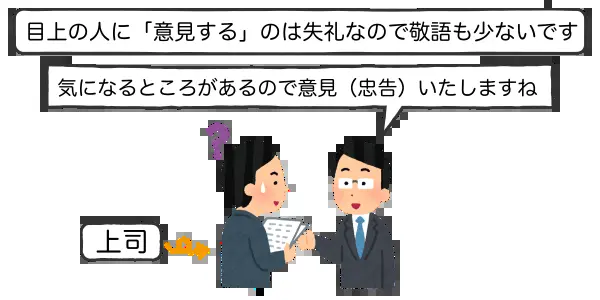 目上の人に「意見する」のは失礼なので敬語も少ないです
気になるところがあるので意見（忠告）いたしますね
?
上司